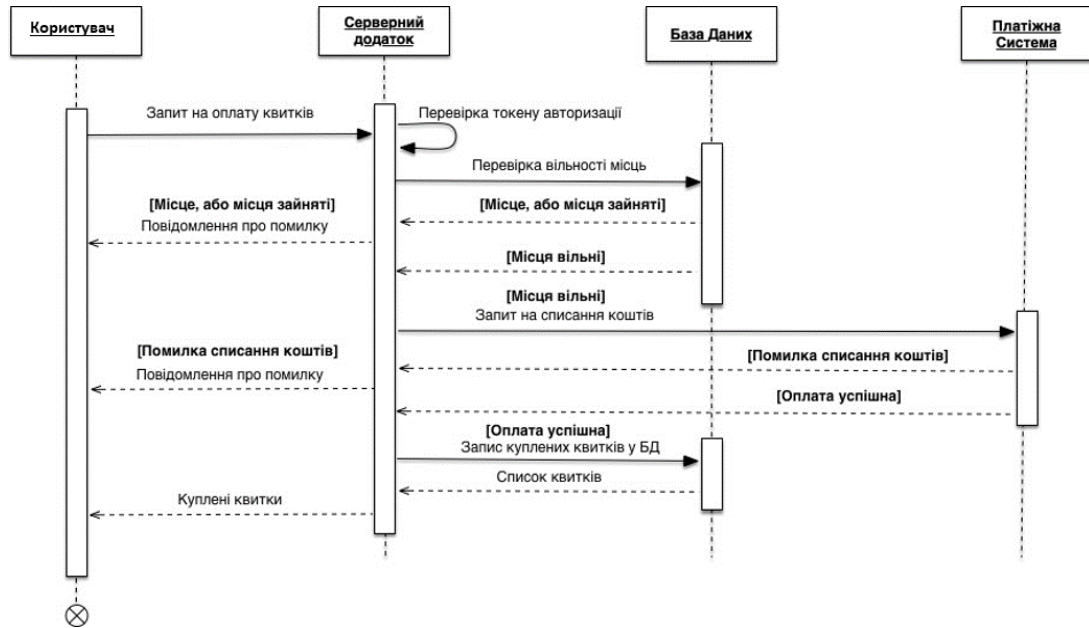 Користувач
Серверний
додаток
База Даних
Платіжна
Система
Запит на оплату квитків
Перевірка токену авторизації
Перевірка вільності місць
[Місце, або місця зайняті]
[Місце, або місця зайняті]
Повідомлення про помилку
[Місця вільні]
[Місця вільні]
Запит на списання коштів
[Помилка списання коштів]
[Помилка списання коштів]
Повідомлення про помилку
[Оплата успішна]
[Оплата успішна]
Запис куплених квитків у БД
Список квитків
Куплені квитки